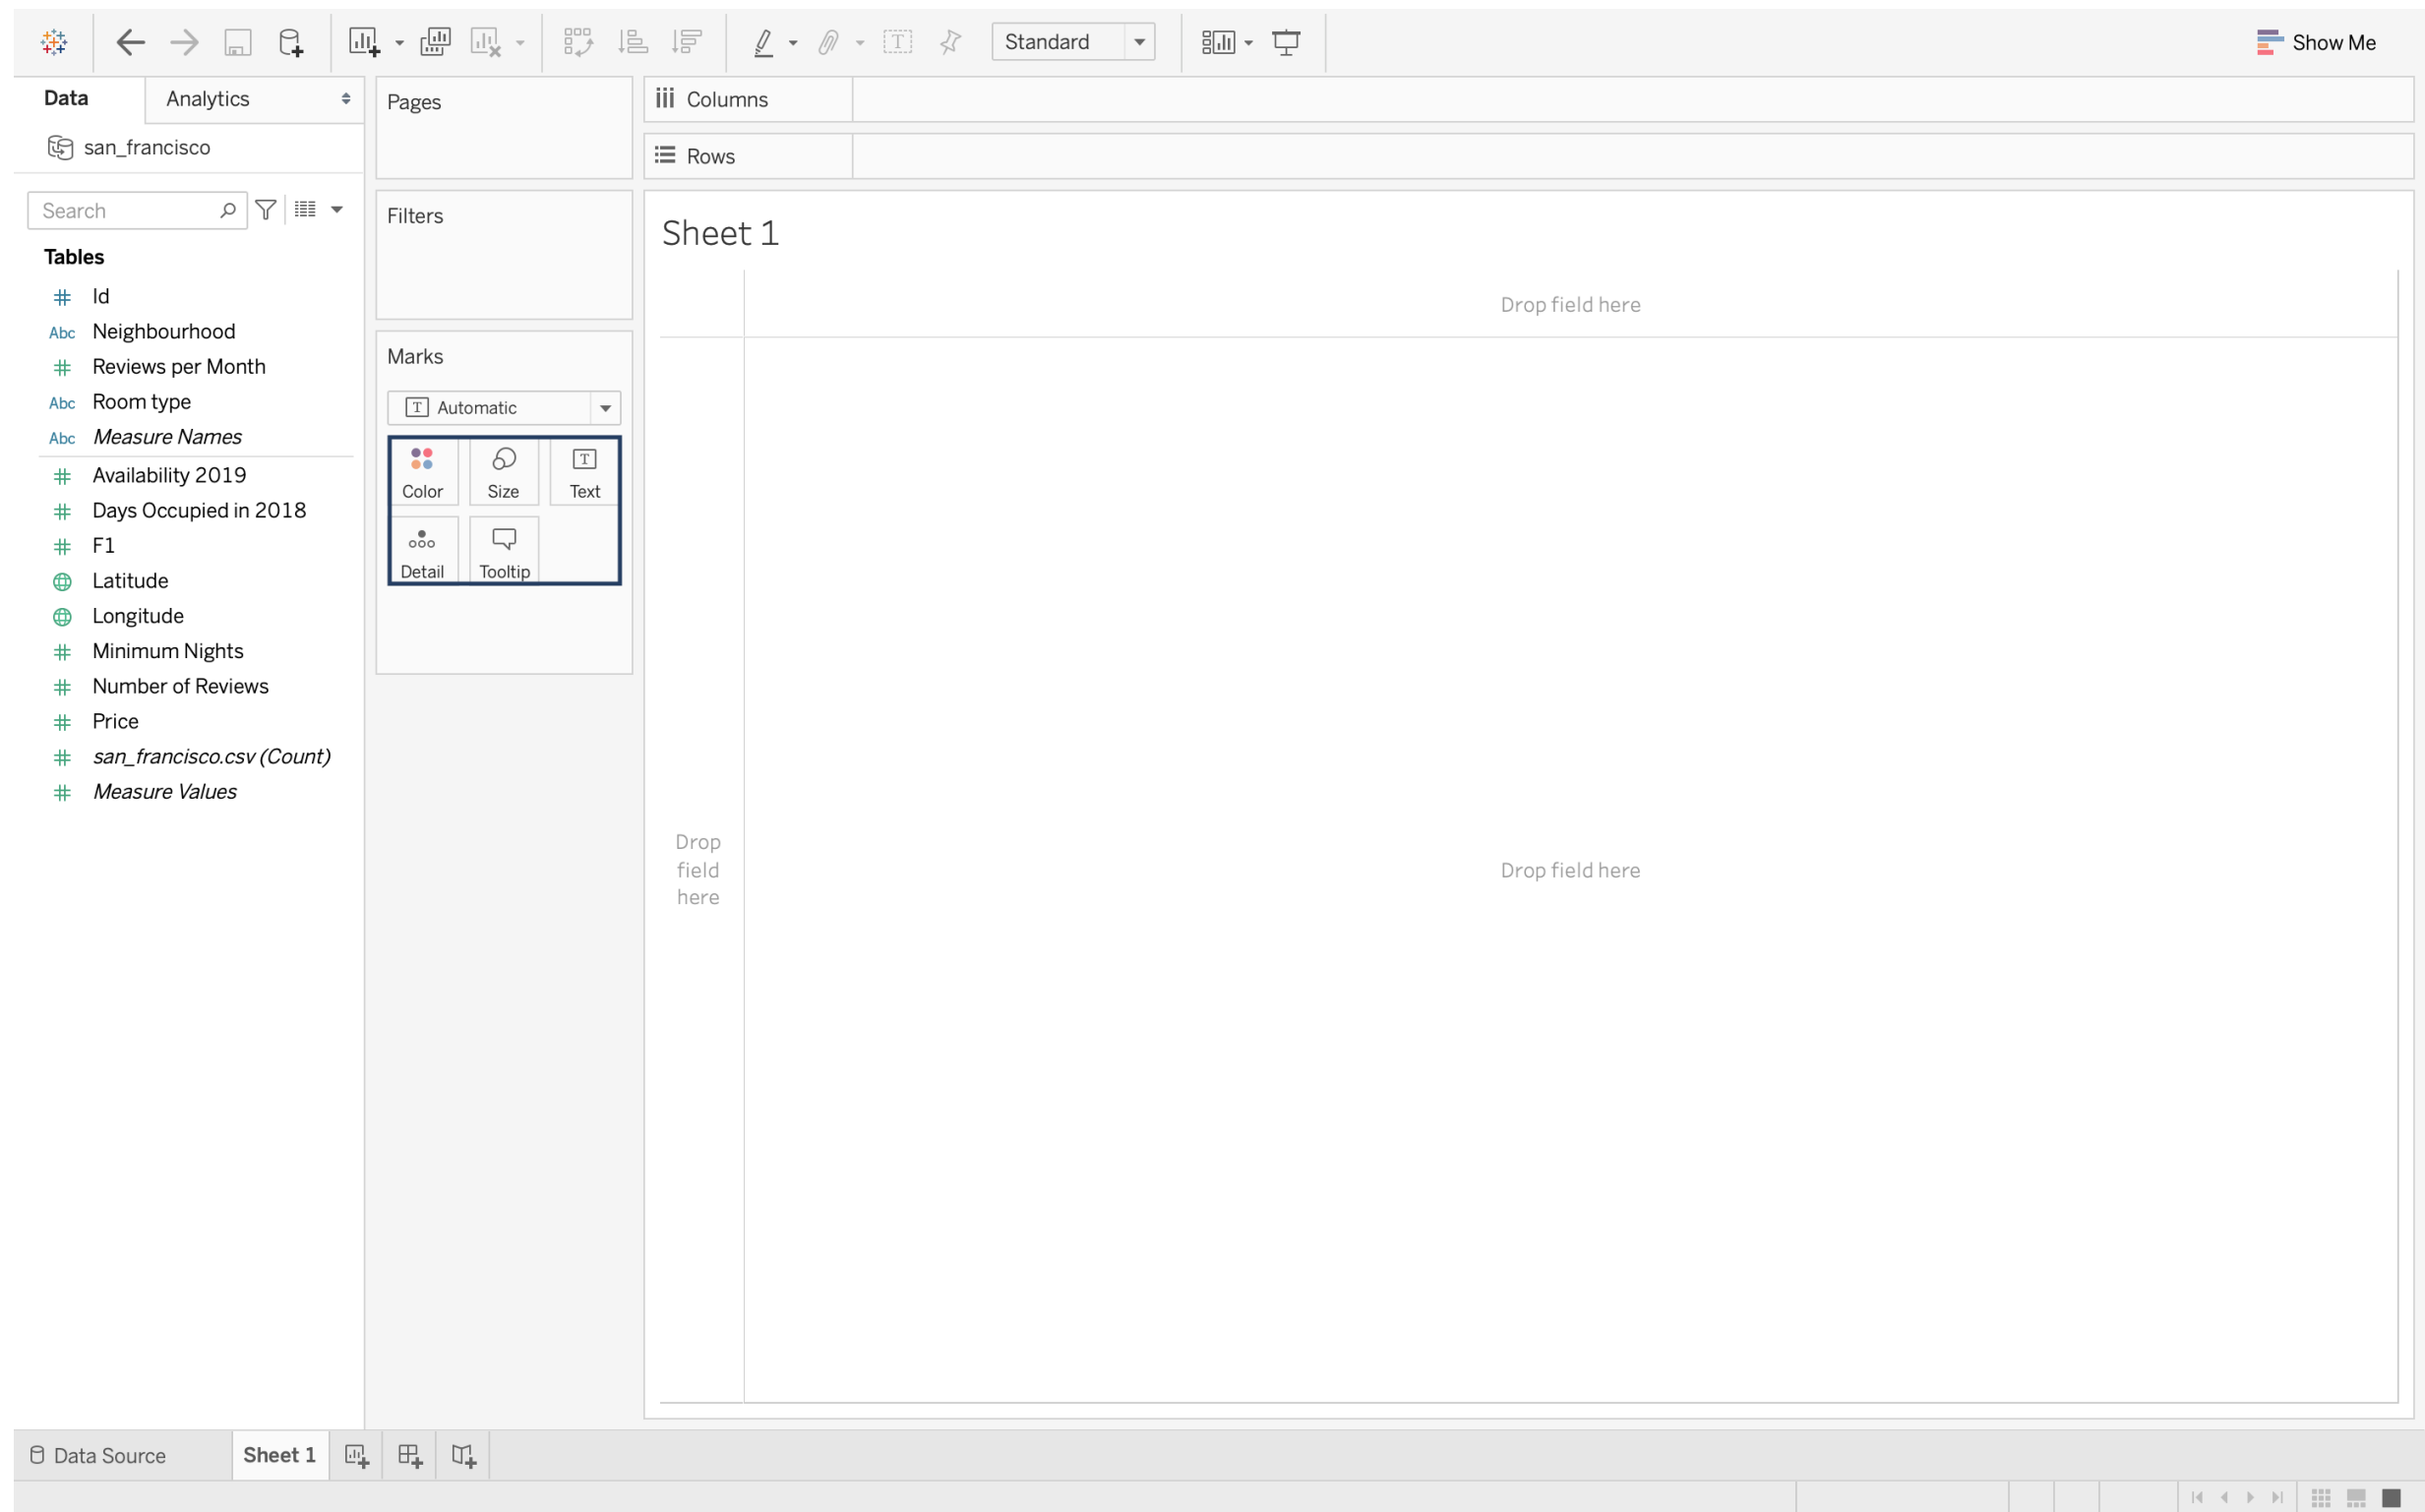 Standard
Show Me
Data
Analytics
san_francisco
Search
Tables
Id
Abc Neighbourhood
Reviews per Month
Abc Room type
Abc Measure Names
Availability 2019
Days Occupied in 2018
F1
Latitude
Longitude
Minimum Nights
Number of Reviews
Price
san_francisco.csv (Count)
Measure Values
Pages
Filters
Marks
T Automatic
Color
Size
T
Text
Detail
Tooltip
Columns
Rows
Sheet 1
Drop field here
Drop
field
here
Drop field here
Data Source
Sheet 1